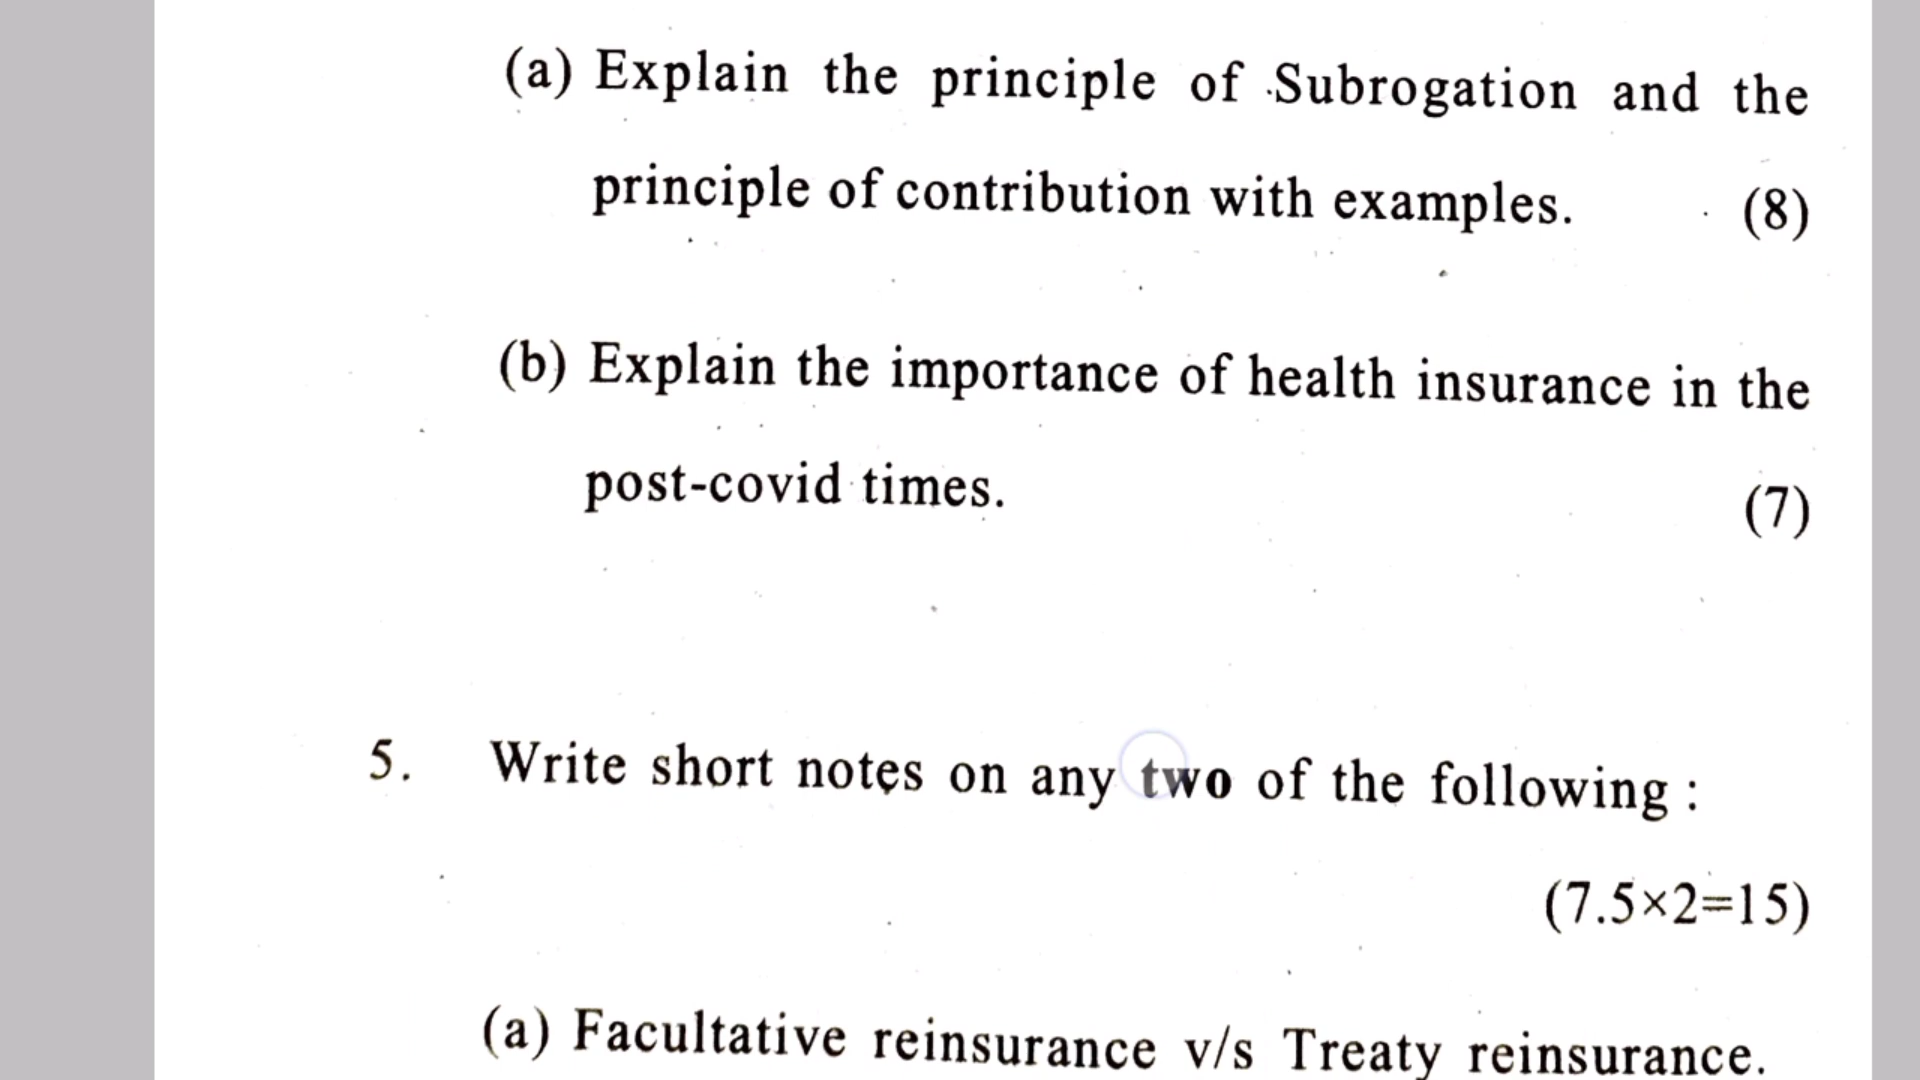 (a) Explain the principle of Subrogation and the
principle of contribution with examples. (8)
(b) Explain the importance of health insurance in the
post-covid times. (7)
5. Write short notes on any two of the following :
(7.5×2=15)
(a) Facultative reinsurance v/s Treaty reinsurance.